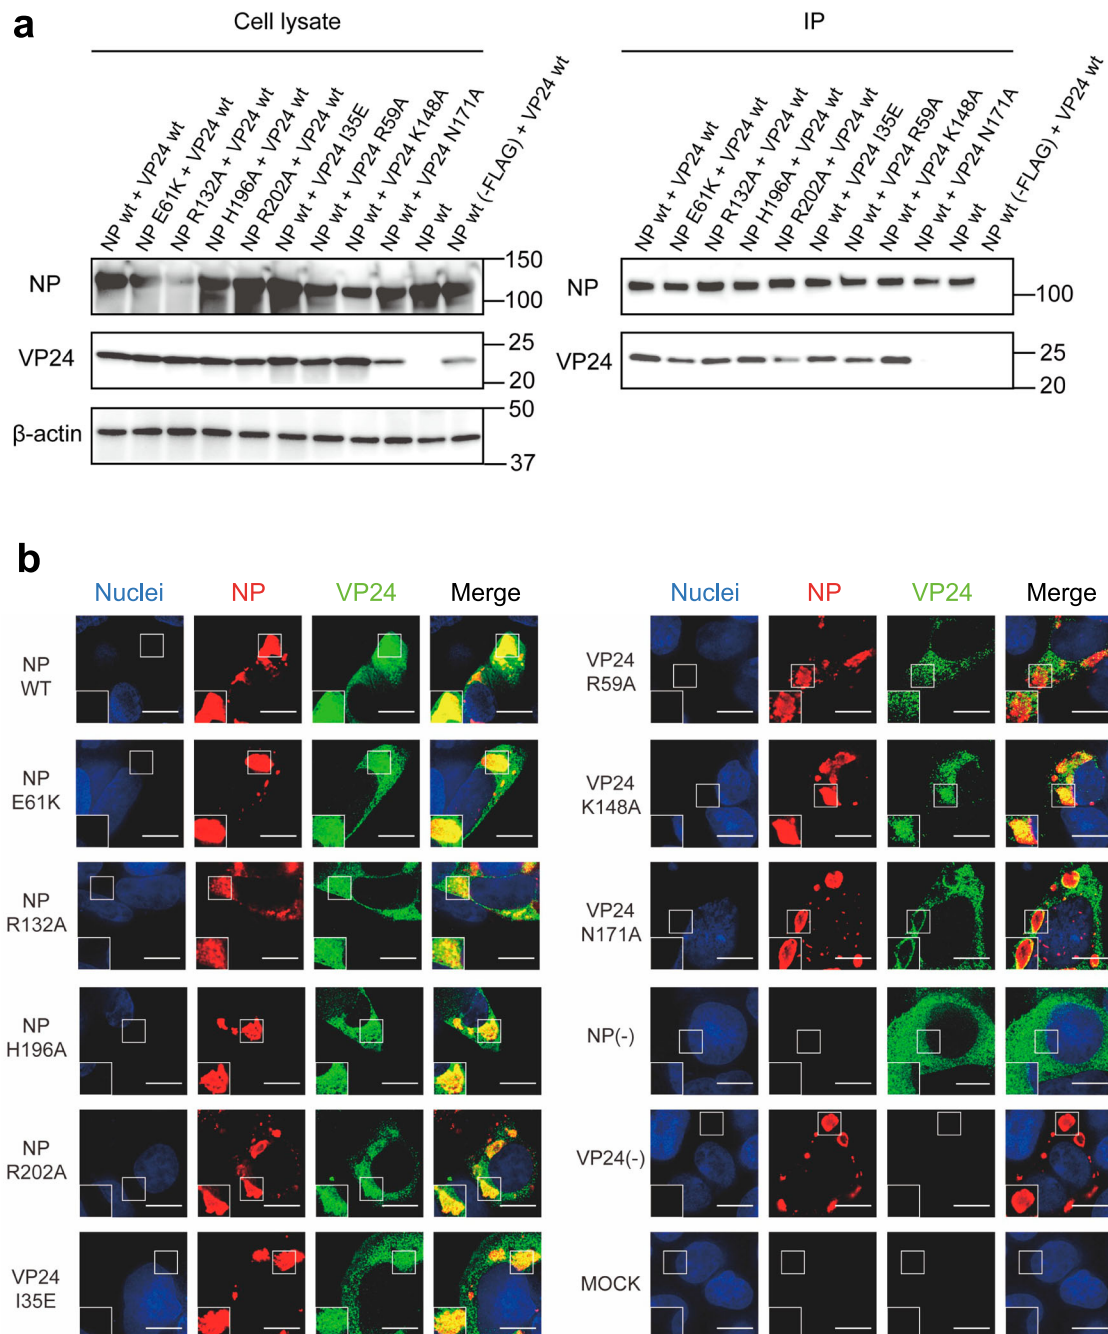 a
Cell lysate
IP
NP wt + VP24 wt
NP E61K + VP24 wt
NP R132A + VP24 wt
NP H196A + VP24 wt
NP R202A + VP24 wt
NP wt + VP24 I35E
NP wt + VP24 R59A
NP wt + VP24 K148A
NP wt + VP24 N171A
NP wt
NP wt (-FLAG) + VP24 wt
NP wt + VP24 wt
NP E61K + VP24 wt
NP R132A + VP24 wt
NP H196A + VP24 wt
NP R202A + VP24 wt
NP wt + VP24 I35E
NP wt + VP24 R59A
NP wt + VP24 K148A
NP wt + VP24 N171A
NP wt
NP wt (-FLAG) + VP24 wt
NP
150
100
NP
100
VP24
25
20
VP24
25
20
β-actin
50
37
b
Nuclei NP VP24 Merge
NP
WT
NP
E61K
NP
R132A
NP
H196A
NP
R202A
VP24
I35E
Nuclei NP VP24 Merge
VP24
R59A
VP24
K148A
VP24
N171A
NP(-)
VP24(-)
MOCK